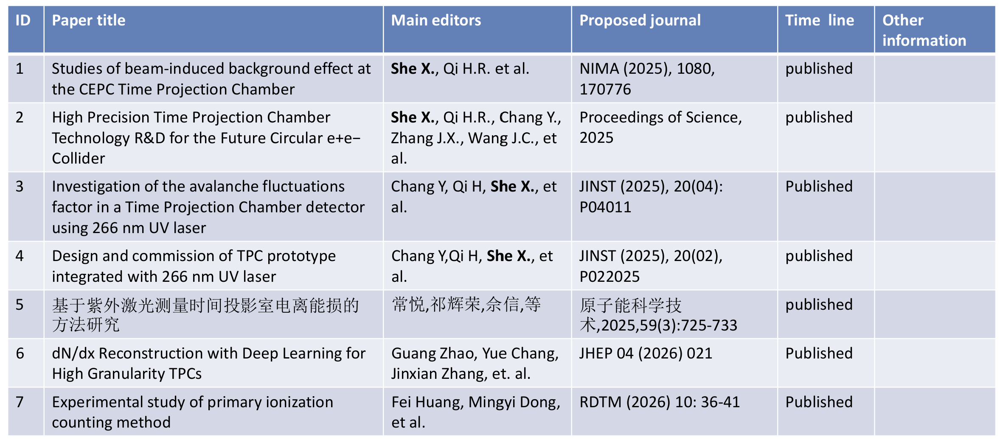 ID Paper title Main editors Proposed journal Time line Other
information
1 Studies of beam-induced background effect at She X., Qi H.R. et al. NIMA (2025), 1080, published
the CEPC Time Projection Chamber 170776
2 High Precision Time Projection Chamber She X., Qi H.R., Chang Y., Proceedings of Science, published
Technology R&D for the Future Circular e+e− Zhang J.X., Wang J.C., et 2025
Collider al.
3 Investigation of the avalanche fluctuations Chang Y, Qi H, She X., et JINST (2025), 20(04): Published
factor in a Time Projection Chamber detector al. P04011
using 266 nm UV laser
4 Design and commission of TPC prototype Chang Y,Qi H, She X., et JINST (2025), 20(02), published
integrated with 266 nm UV laser al. P022025
5 基于紫外激光测量时间投影室电离能损的 常悦,祁辉荣,佘信,等 原子能科学技 published
方法研究 术,2025,59(3):725-733
6 dN/dx Reconstruction with Deep Learning for Guang Zhao, Yue Chang, JHEP 04 (2026) 021 Published
High Granularity TPCs Jinxian Zhang, et. al.
7 Experimental study of primary ionization Fei Huang, Mingyi Dong, RDTM (2026) 10: 36-41 Published
counting method et al.